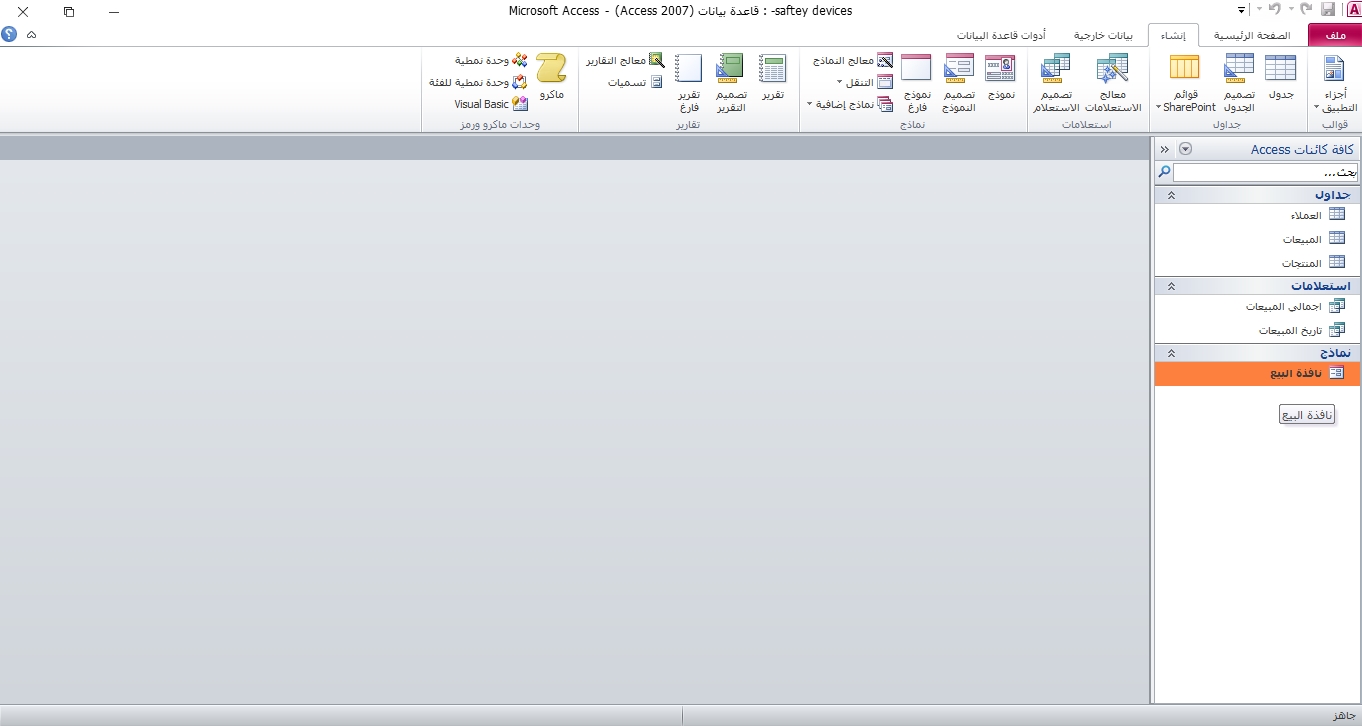 saftey devices- : قاعدة بيانات (Access 2007) - Microsoft Access
ملف
الصفحة الرئيسية
إنشاء
بيانات خارجية
أدوات قاعدة البيانات
أجزاء التطبيق
قوالب
جدول
تصميم الجدول
قوائم SharePoint
جداول
معالج الاستعلامات
تصميم الاستعلام
استعلامات
نموذج
تصميم النموذج
نموذج فارغ
معالج النماذج
التنقل
نماذج إضافية
نماذج
تقرير
تصميم التقرير
تقرير فارغ
معالج التقارير
تسميات
تقارير
ماكرو
وحدة نمطية
وحدة نمطية للفئة
Visual Basic
وحدات ماكرو ورمز
كافة كائنات Access
بحث...
جداول
العملاء
المبيعات
المنتجات
استعلامات
اجمالي المبيعات
تاريخ المبيعات
نماذج
نافذة البيع
نافذة البيع
جاهز